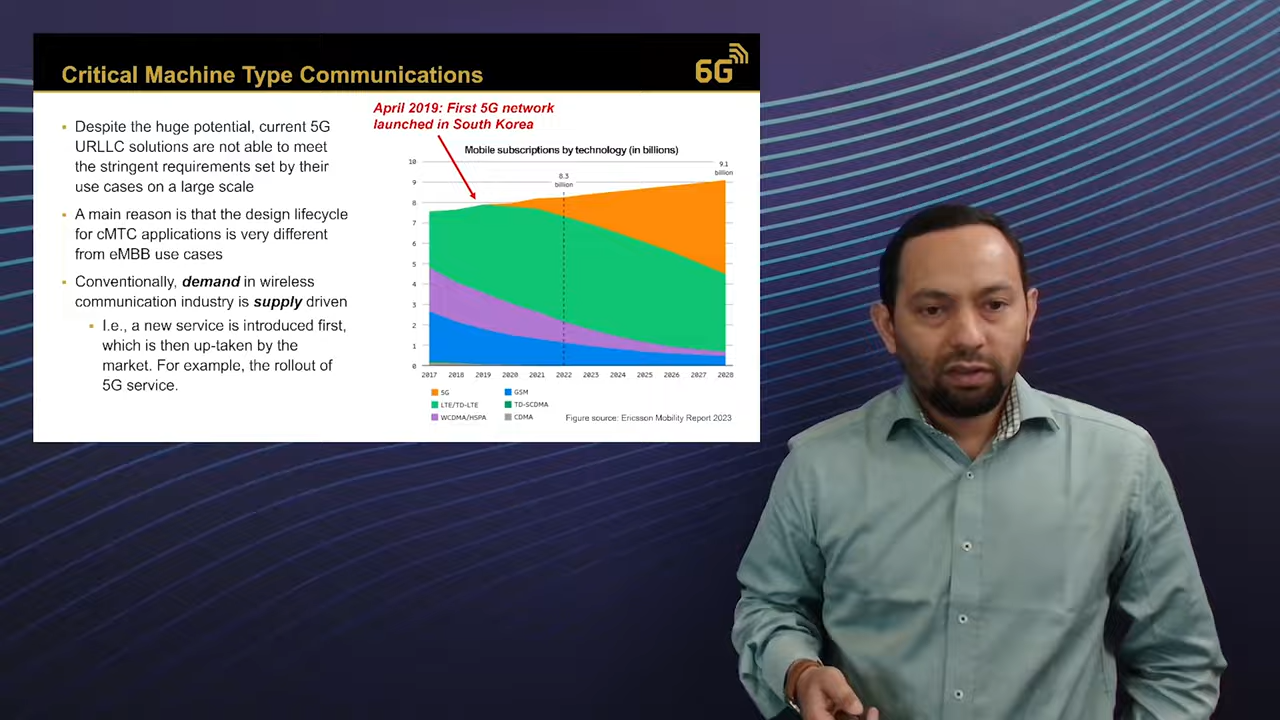 Critical Machine Type Communications
6G
▪ Despite the huge potential, current 5G
URLLC solutions are not able to meet
the stringent requirements set by their
use cases on a large scale
▪ A main reason is that the design lifecycle
for cMTC applications is very different
from eMBB use cases
▪ Conventionally, demand in wireless
communication industry is supply driven
▪ I.e., a new service is introduced first,
which is then up-taken by the
market. For example, the rollout of
5G service.
April 2019: First 5G network
launched in South Korea
Mobile subscriptions by technology (in billions)
10
9
8
7
6
5
4
3
2
1
0
8.3
billion
9.1
billion
2017 2018 2019 2020 2021 2022 2023 2024 2025 2026 2027 2028
5G
LTE/TD-LTE
WCDMA/HSPA
GSM
TD-SCDMA
CDMA
Figure source: Ericsson Mobility Report 2023